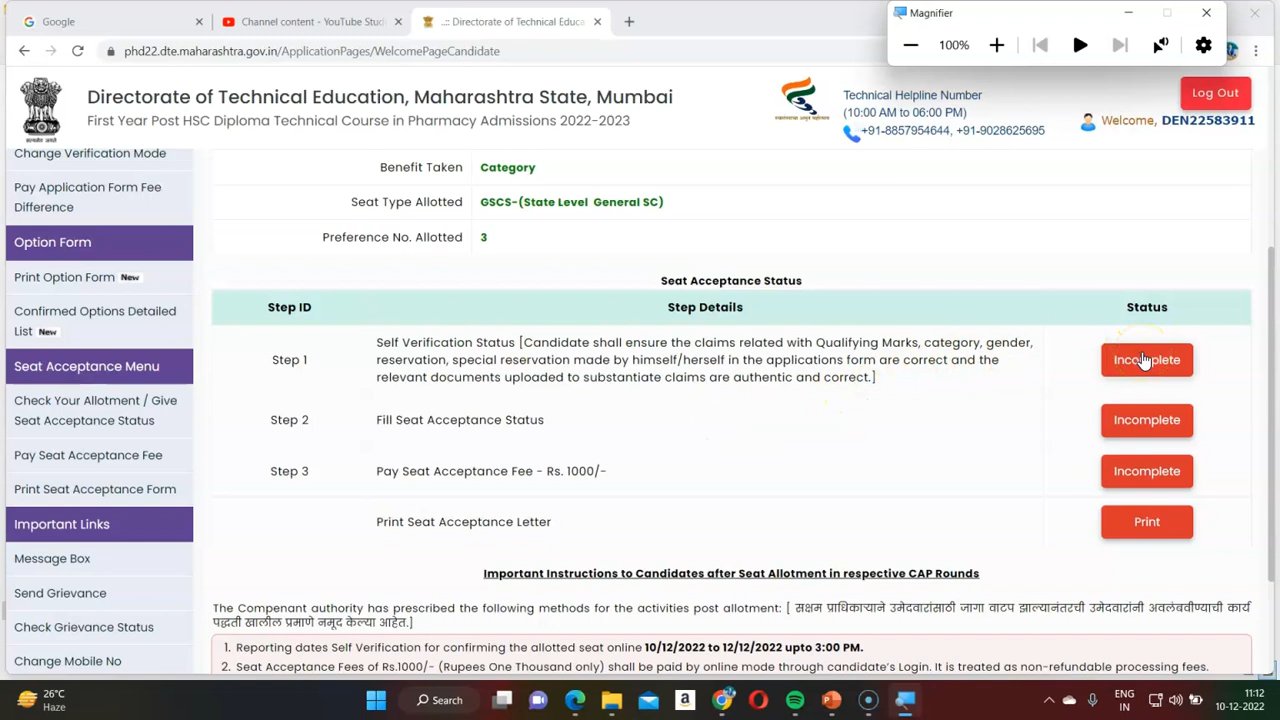 Google
Channel content - YouTube Stud
..:: Directorate of Technical Educa
Magnifier
100%
phd22.dte.maharashtra.gov.in/ApplicationPages/WelcomePageCandidate
सत्यमेव जयते
Directorate of Technical Education, Maharashtra State, Mumbai
First Year Post HSC Diploma Technical Course in Pharmacy Admissions 2022-2023
Technical Helpline Number
(10:00 AM to 06:00 PM)
+91-8857954644, +91-9028625695
Log Out
Welcome, DEN22583911
Change Verification Mode
Pay Application Form Fee
Difference
Option Form
Print Option Form New
Confirmed Options Detailed
List New
Seat Acceptance Menu
Check Your Allotment / Give
Seat Acceptance Status
Pay Seat Acceptance Fee
Print Seat Acceptance Form
Important Links
Message Box
Send Grievance
Check Grievance Status
Change Mobile No
Benefit Taken Category
Seat Type Allotted GSCS-(State Level General SC)
Preference No. Allotted 3
Seat Acceptance Status
Step ID Step Details Status
Step 1 Self Verification Status [Candidate shall ensure the claims related with Qualifying Marks, category, gender,
reservation, special reservation made by himself/herself in the applications form are correct and the
relevant documents uploaded to substantiate claims are authentic and correct.]
Incomplete
Step 2 Fill Seat Acceptance Status Incomplete
Step 3 Pay Seat Acceptance Fee - Rs. 1000/- Incomplete
Print Seat Acceptance Letter Print
Important Instructions to Candidates after Seat Allotment in respective CAP Rounds
The Compenant authority has prescribed the following methods for the activities post allotment: [ सक्षम प्राधिकाऱ्याने उमेदवारांसाठी जागा वाटप झाल्यानंतरची उमेदवारांनी अवलंबवीण्याची कार्य
पद्धती खालील प्रमाणे नमूद केल्या आहेत.]
1. Reporting dates Self Verification for confirming the allotted seat online 10/12/2022 to 12/12/2022 upto 3:00 PM.
2. Seat Acceptance Fees of Rs.1000/- (Rupees One Thousand only) shall be paid by online mode through candidate's Login. It is treated as non-refundable processing fees.
26°C
Haze
Search
ENG
IN
11:12
10-12-2022